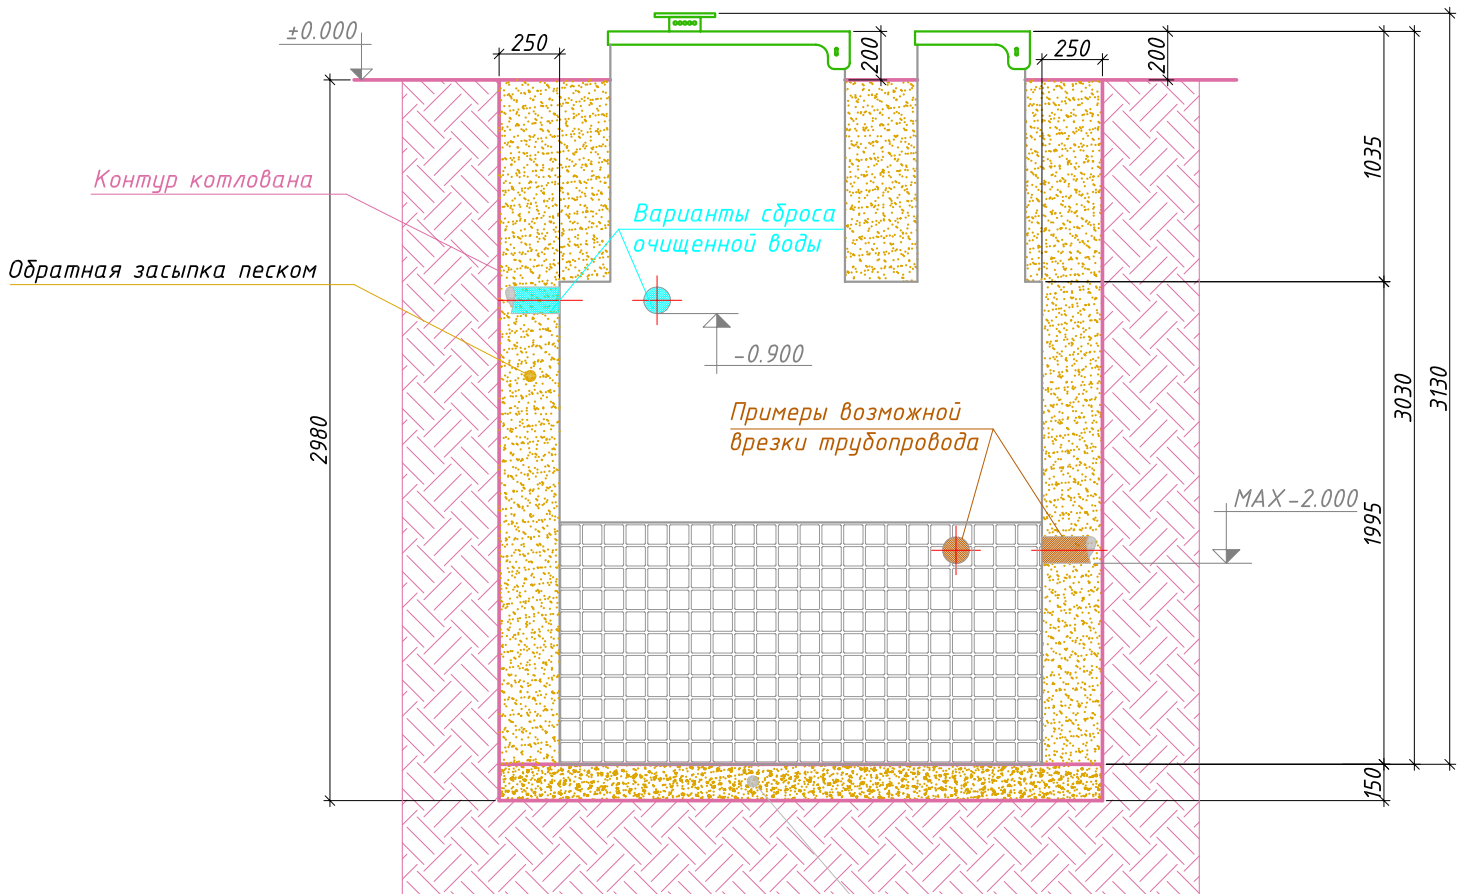 ±0.000
250
200
250
200
1035
Контур котлована
Варианты сброса
очищенной воды
Обратная засыпка песком
-0.900
3030
3130
Примеры возможной
врезки трубопровода
2980
MAX-2.000
1995
150